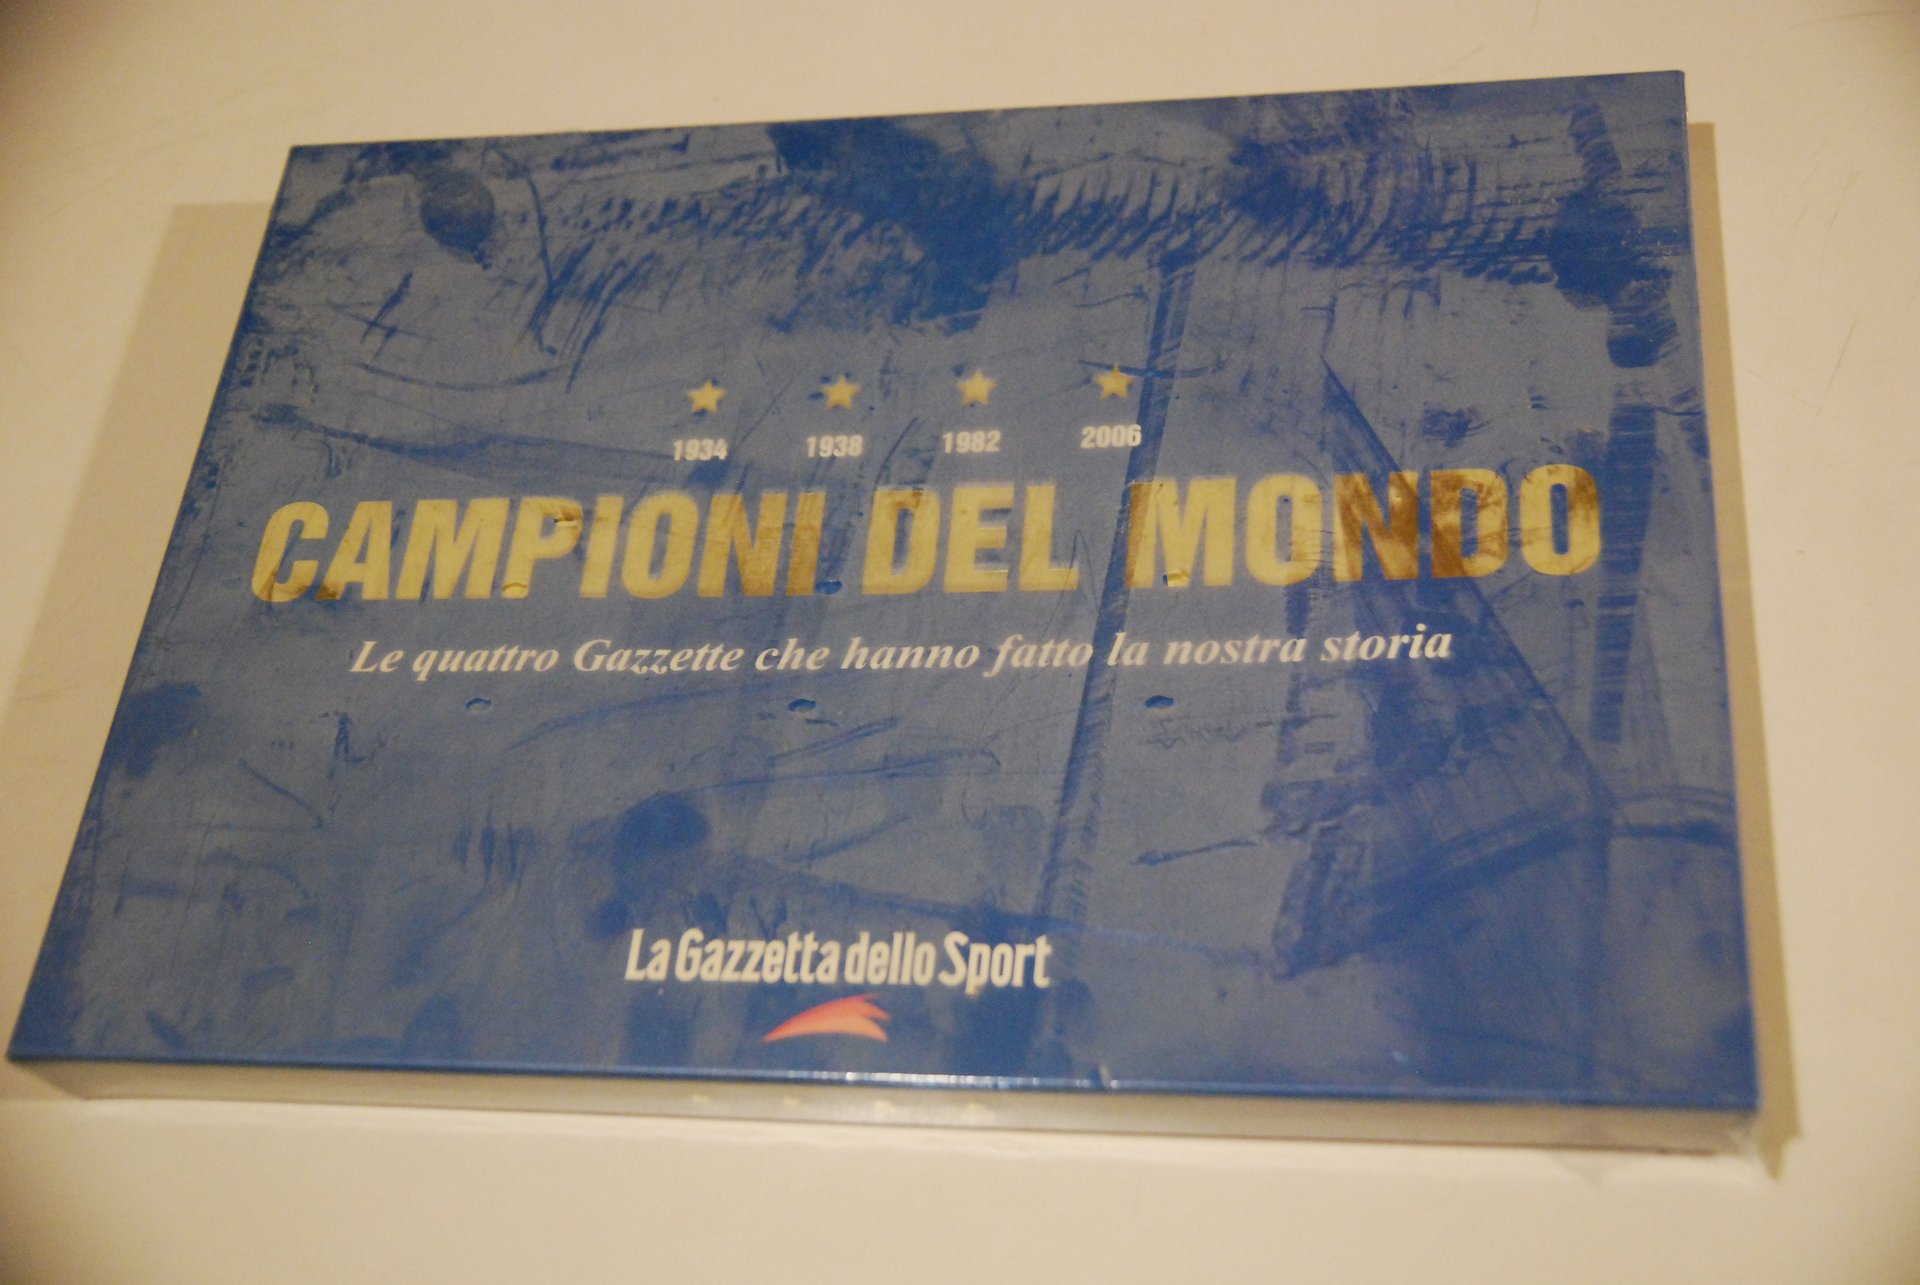 1934 1938 1982 2006
CAMPIONI DEL MONDO
Le quattro Gazzette che hanno fatto la nostra storia
La Gazzetta dello Sport